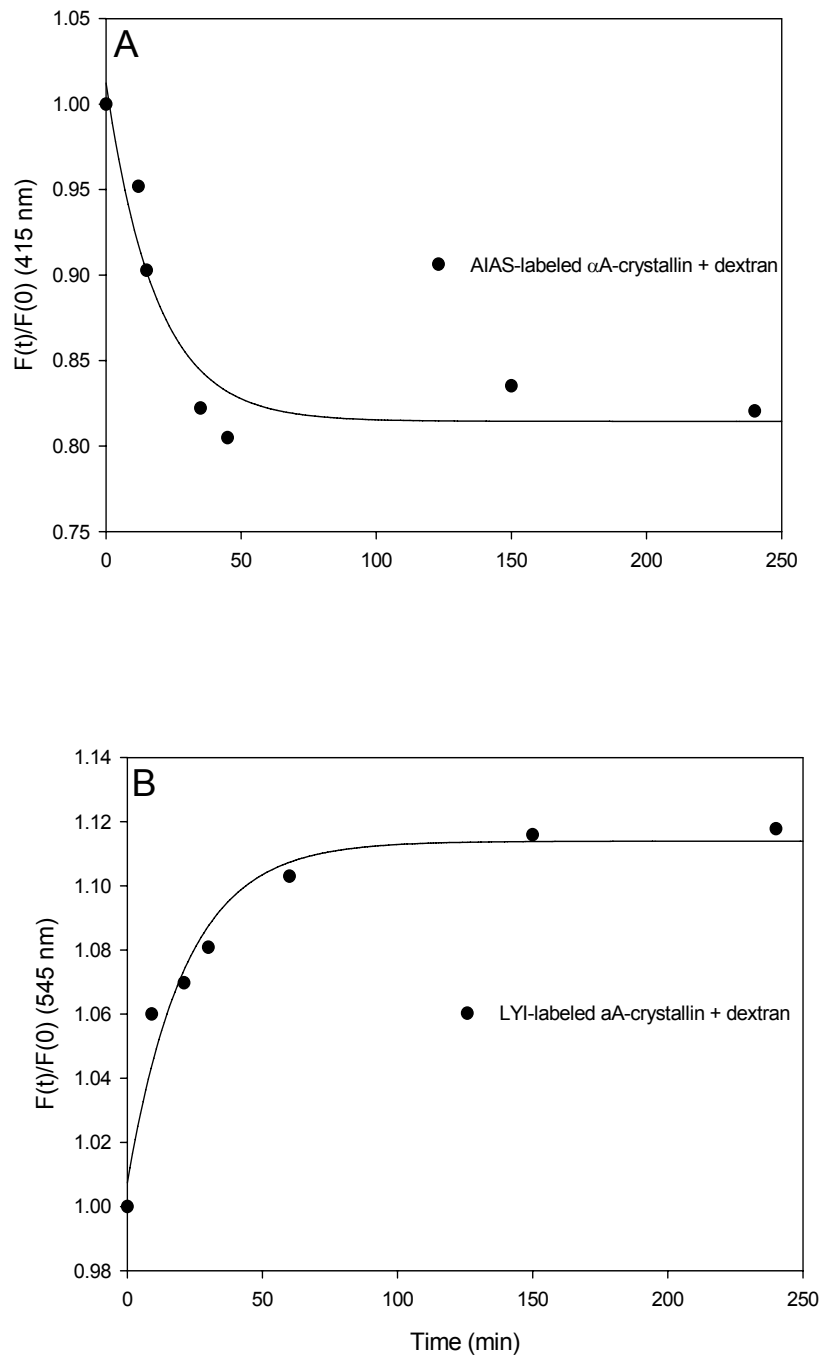 A
1.05
1.00
0.95
0.90
0.85
0.80
0.75
F(t)/F(0) (415 nm)
AIAS-labeled αA-crystallin + dextran
0 50 100 150 200 250
B
1.14
1.12
1.10
1.08
1.06
1.04
1.02
1.00
0.98
F(t)/F(0) (545 nm)
LYI-labeled aA-crystallin + dextran
0 50 100 150 200 250
Time (min)